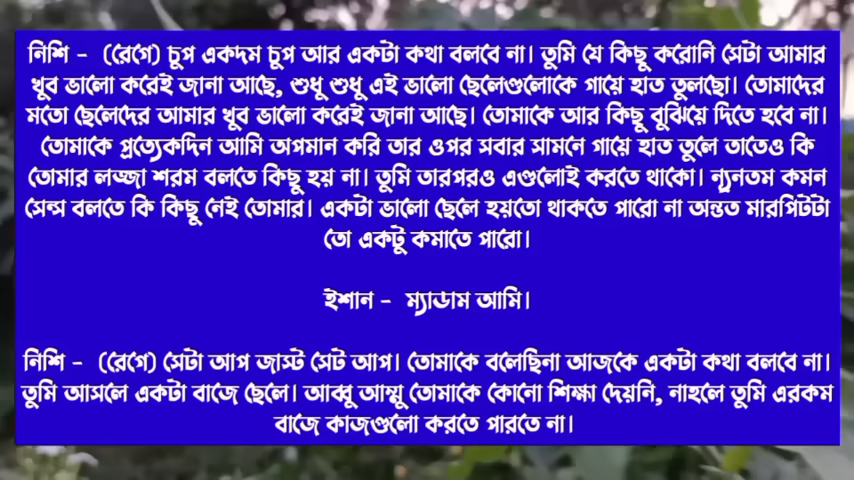 নিশি - (রেগে) চুপ একদম চুপ আর একটা কথা বলবে না। তুমি যে কিছু করোনি সেটা আমার
খুব ভালো করেই জানা আছে, শুধু শুধু এই ভালো ছেলেগুলোকে গায়ে হাত তুলছো। তোমাদের
মতো ছেলেদের আমার খুব ভালো করেই জানা আছে। তোমাকে আর কিছু বুঝিয়ে দিতে হবে না।
তোমাকে প্রত্যেকদিন আমি অপমান করি তার ওপর সবার সামনে গায়ে হাত তুলে তাতেও কি
তোমার লজ্জা শরম বলতে কিছু হয় না। তুমি তারপরও এগুলোই করতে থাকো। ন্যূনতম কমন
সেন্স বলতে কি কিছু নেই তোমার। একটা ভালো ছেলে হয়তো থাকতে পারো না অন্তত মারপিটটা
তো একটু কমাতে পারো।
ইশান - ম্যাডাম আমি।
নিশি - (রেগে) সেটা আপ জাস্ট সেট আপ। তোমাকে বলেছিনা আজকে একটা কথা বলবে না।
তুমি আসলে একটা বাজে ছেলে। আব্বু আম্মু তোমাকে কোনো শিক্ষা দেয়নি, নাহলে তুমি এরকম
বাজে কাজগুলো করতে পারতে না।